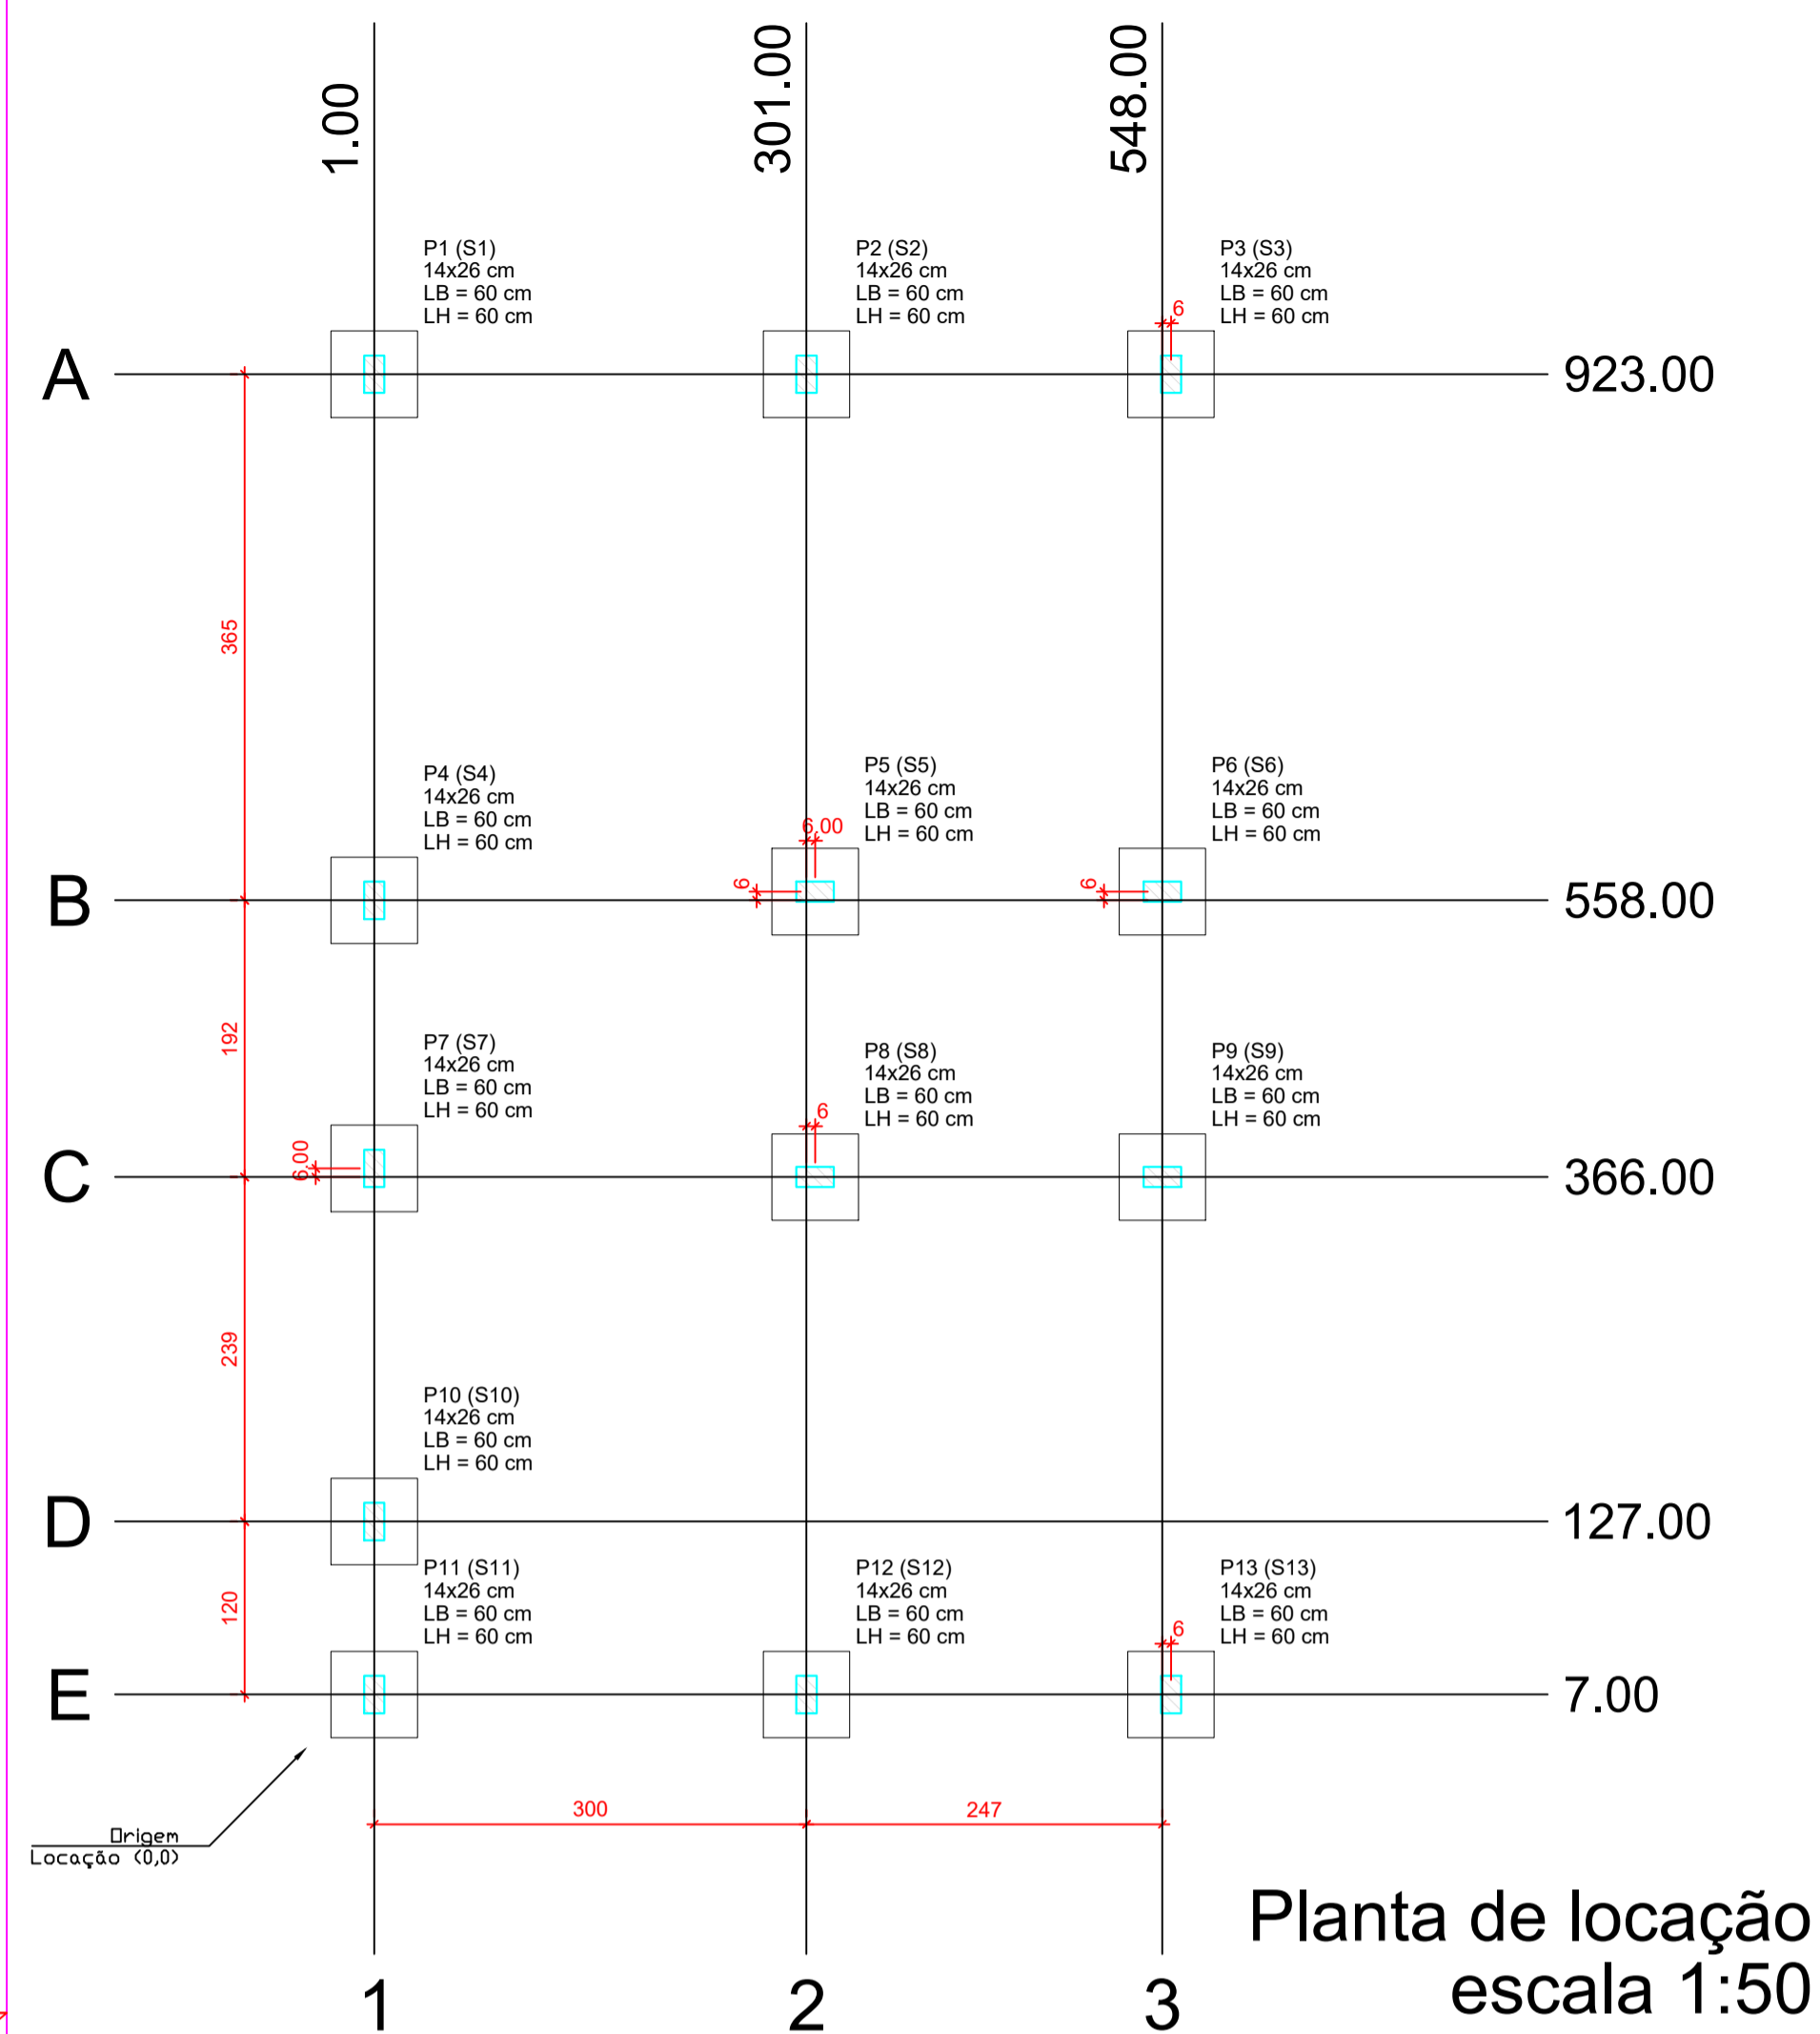 1.00
301.00
548.00
P1 (S1)
14x26 cm
LB = 60 cm
LH = 60 cm
P2 (S2)
14x26 cm
LB = 60 cm
LH = 60 cm
P3 (S3)
14x26 cm
LB = 60 cm
LH = 60 cm
6
A
923.00
365
P4 (S4)
14x26 cm
LB = 60 cm
LH = 60 cm
P5 (S5)
14x26 cm
LB = 60 cm
LH = 60 cm
6.00
6
P6 (S6)
14x26 cm
LB = 60 cm
LH = 60 cm
6
B
558.00
192
P7 (S7)
14x26 cm
LB = 60 cm
LH = 60 cm
6.00
P8 (S8)
14x26 cm
LB = 60 cm
LH = 60 cm
6
P9 (S9)
14x26 cm
LB = 60 cm
LH = 60 cm
C
366.00
239
P10 (S10)
14x26 cm
LB = 60 cm
LH = 60 cm
D
127.00
120
P11 (S11)
14x26 cm
LB = 60 cm
LH = 60 cm
P12 (S12)
14x26 cm
LB = 60 cm
LH = 60 cm
P13 (S13)
14x26 cm
LB = 60 cm
LH = 60 cm
6
E
7.00
300
247
Origem
Locação (0,0)
Planta de locação
escala 1:50
1
2
3